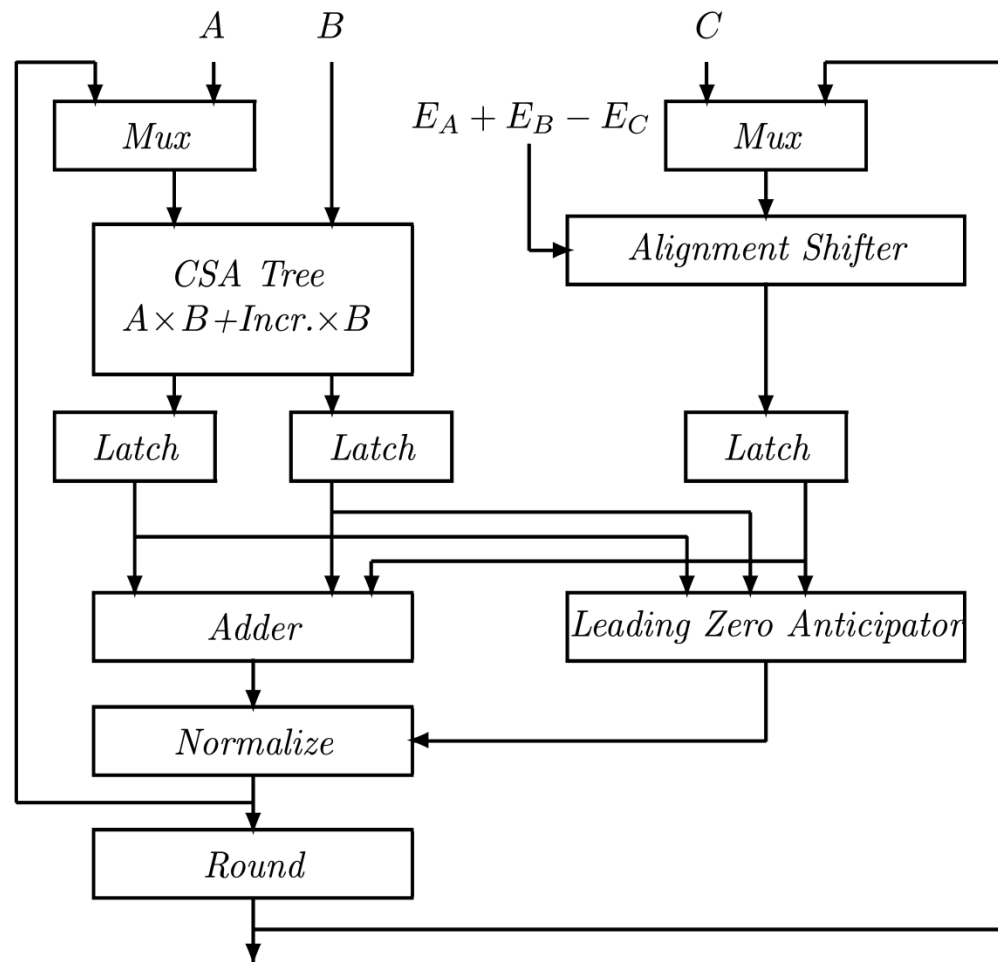 A
B
C
Mux
E_A + E_B − E_C
Mux
CSA Tree
A×B+Incr.×B
Alignment Shifter
Latch
Latch
Latch
Adder
Leading Zero Anticipator
Normalize
Round